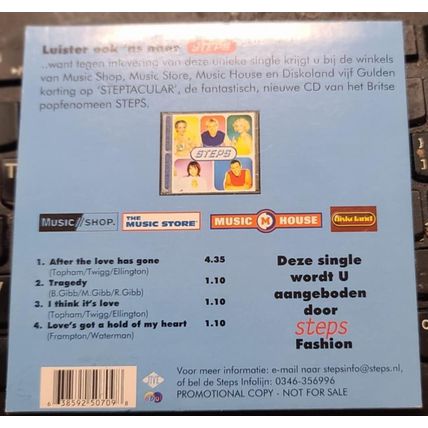 Luister ook 'ns naar STEPS
..want tegen inlevering van deze unieke single krijgt u bij de winkels
van Music Shop, Music Store, Music House en Diskoland vijf Gulden
korting op 'STEPTACULAR', de fantastisch, nieuwe CD van het Britse
popfenomeen STEPS.
STEPS
MUSIC SHOP.
THE MUSIC STORE
MUSIC M HOUSE
Diskoland
1. After the love has gone 4.35
(Topham/Twigg/Ellington)
2. Tragedy 1.10
(B.Gibb/M.Gibb/R.Gibb)
3. I think it's love 1.10
(Topham/Twigg/Ellington)
4. Love's got a hold of my heart 1.10
(Frampton/Waterman)
Deze single
wordt U
aangeboden
door
steps
Fashion
Voor meer informatie: e-mail naar stepsinfo@steps.nl,
of bel de Steps Infolijn: 0346-356996
PROMOTIONAL COPY - NOT FOR SALE
6 38592 50709 8
JIVE